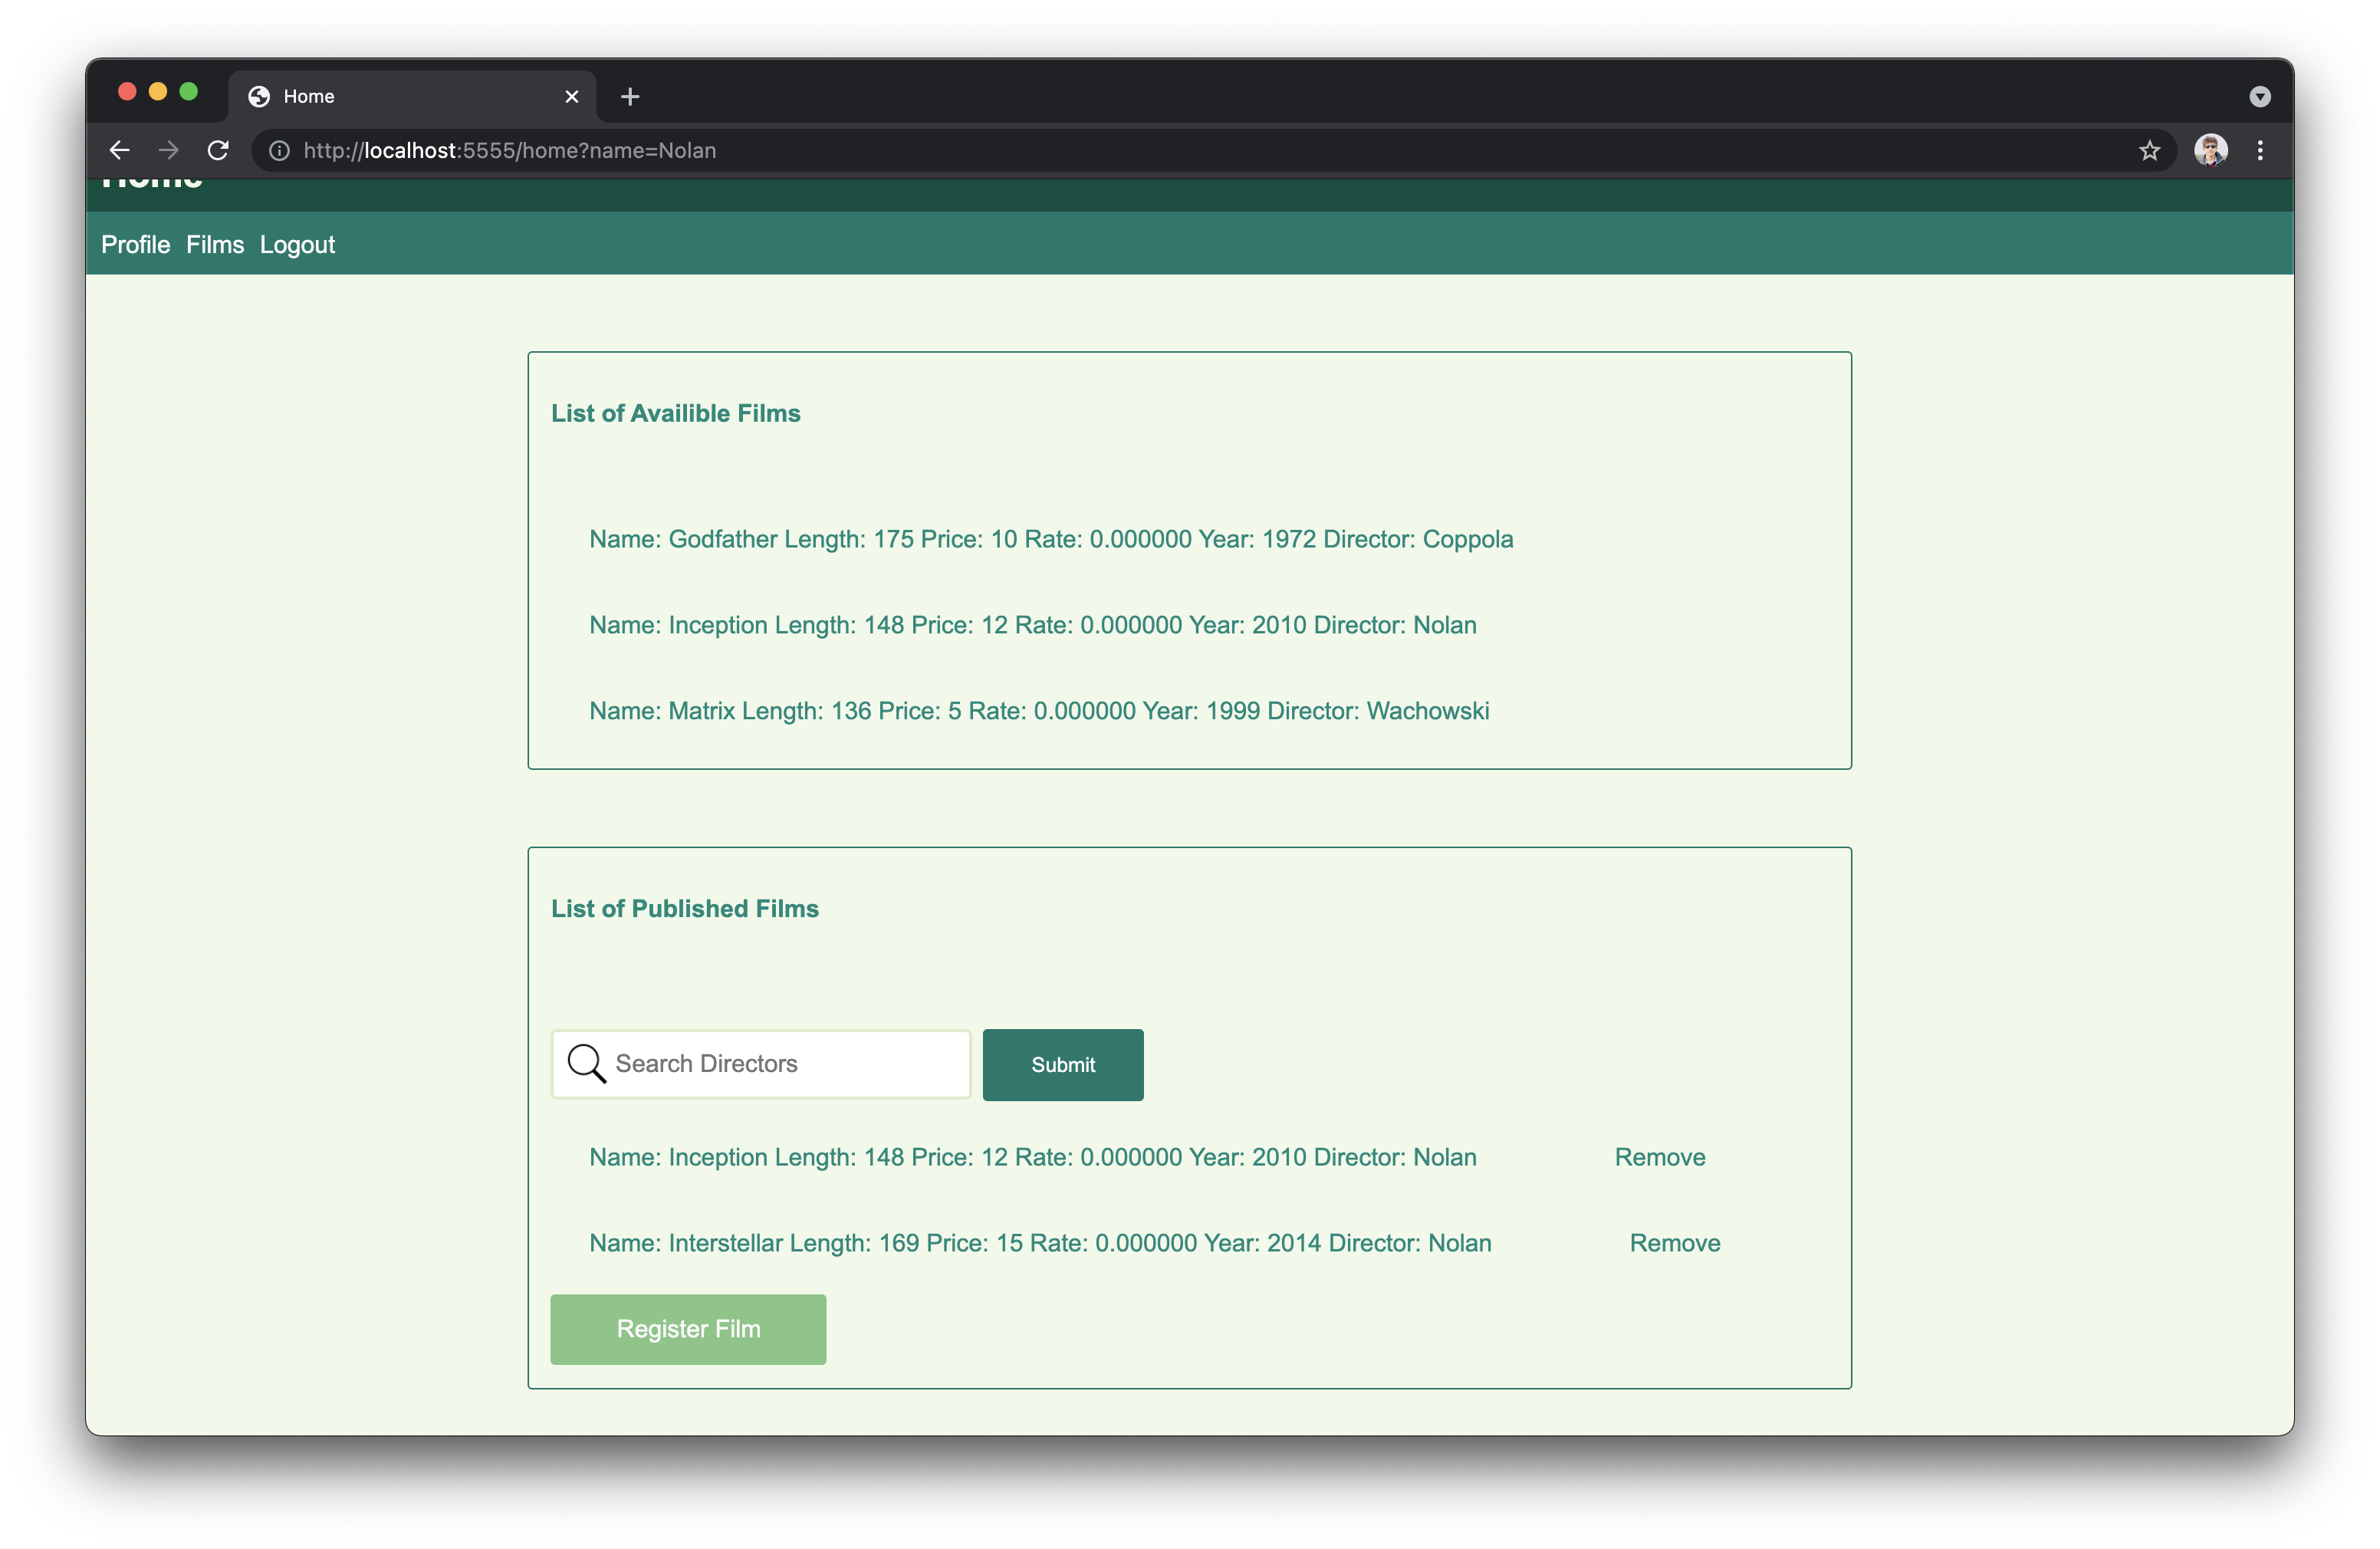 Home
http://localhost:5555/home?name=Nolan
Home
Profile Films Logout
List of Availible Films
Name: Godfather Length: 175 Price: 10 Rate: 0.000000 Year: 1972 Director: Coppola
Name: Inception Length: 148 Price: 12 Rate: 0.000000 Year: 2010 Director: Nolan
Name: Matrix Length: 136 Price: 5 Rate: 0.000000 Year: 1999 Director: Wachowski
List of Published Films
Search Directors Submit
Name: Inception Length: 148 Price: 12 Rate: 0.000000 Year: 2010 Director: Nolan Remove
Name: Interstellar Length: 169 Price: 15 Rate: 0.000000 Year: 2014 Director: Nolan Remove
Register Film